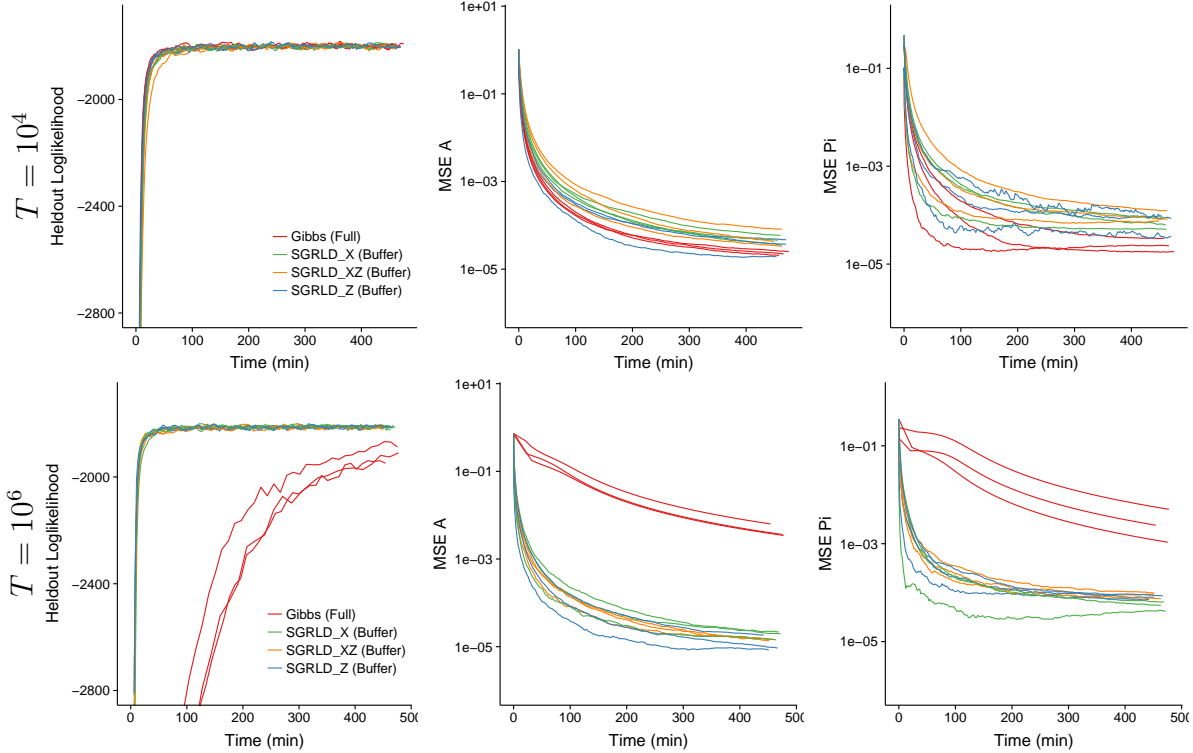 T = 10⁴
Heldout Loglikelihood
-2000
-2400
-2800
Gibbs (Full)
SGRLD_X (Buffer)
SGRLD_XZ (Buffer)
SGRLD_Z (Buffer)
0 100 200 300 400
Time (min)
MSE A
1e+01
1e−01
1e−03
1e−05
0 100 200 300 400
Time (min)
MSE Pi
1e−01
1e−03
1e−05
0 100 200 300 400
Time (min)
T = 10⁶
Heldout Loglikelihood
-2000
-2400
-2800
Gibbs (Full)
SGRLD_X (Buffer)
SGRLD_XZ (Buffer)
SGRLD_Z (Buffer)
0 100 200 300 400 500
Time (min)
MSE A
1e+01
1e−01
1e−03
1e−05
0 100 200 300 400 500
Time (min)
MSE Pi
1e−01
1e−03
1e−05
0 100 200 300 400 500
Time (min)